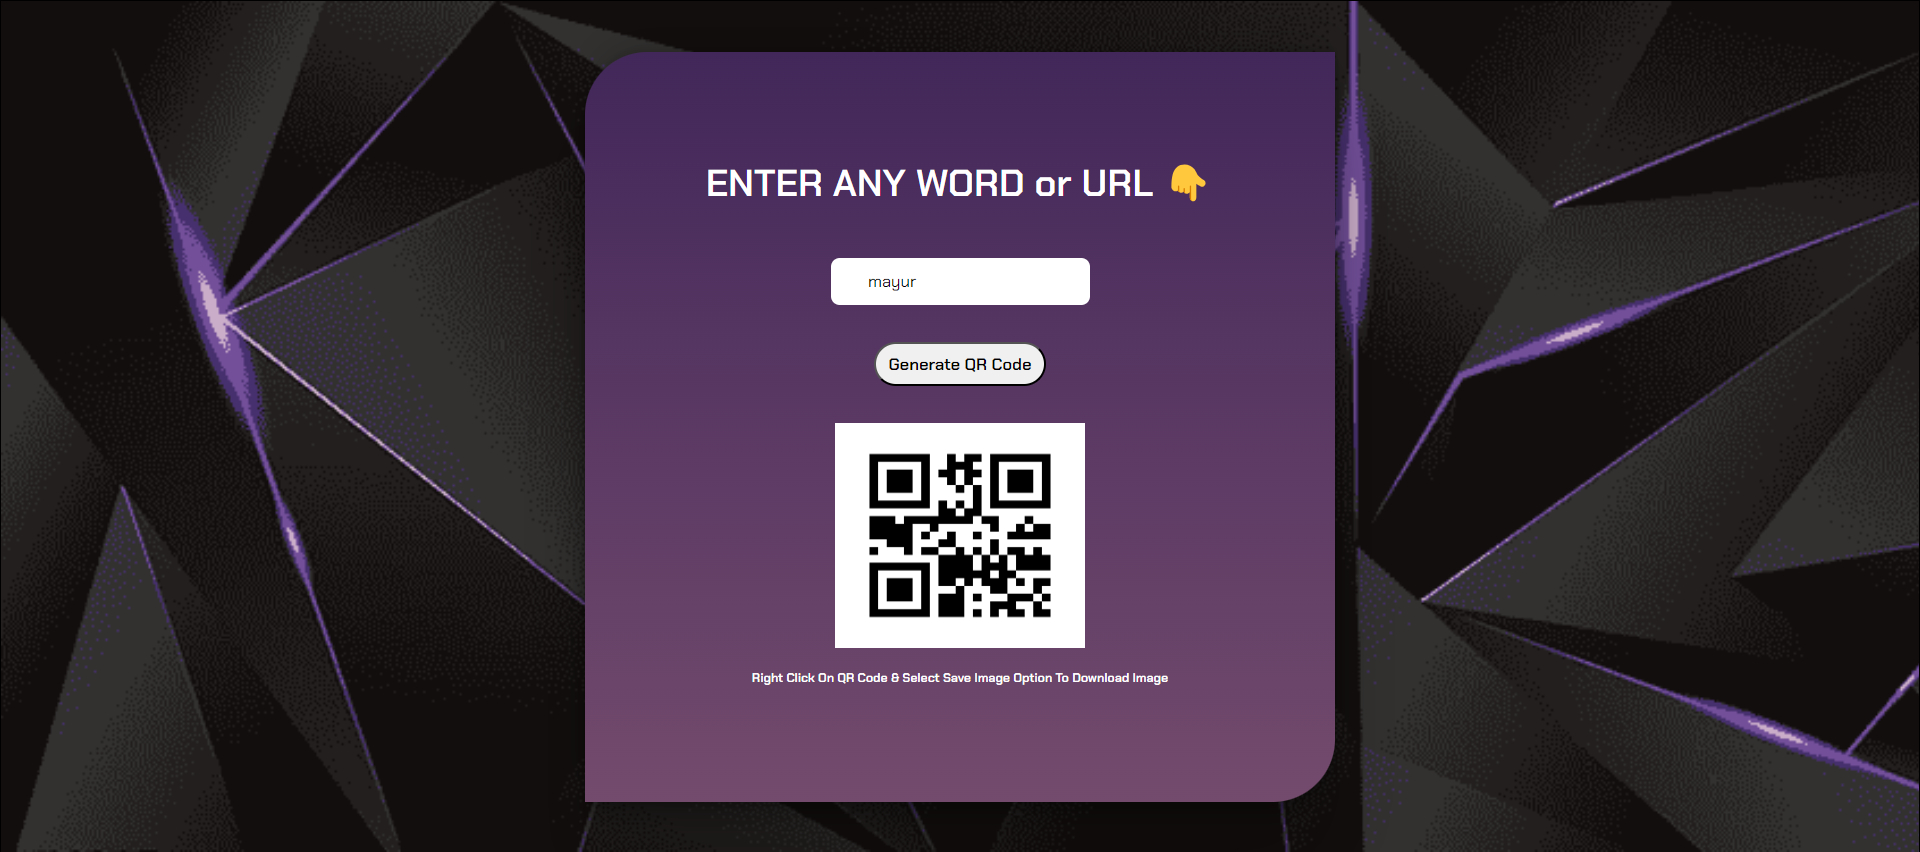 ENTER ANY WORD or URL 👇
mayur
Generate QR Code
Right Click On QR Code & Select Save Image Option To Download Image